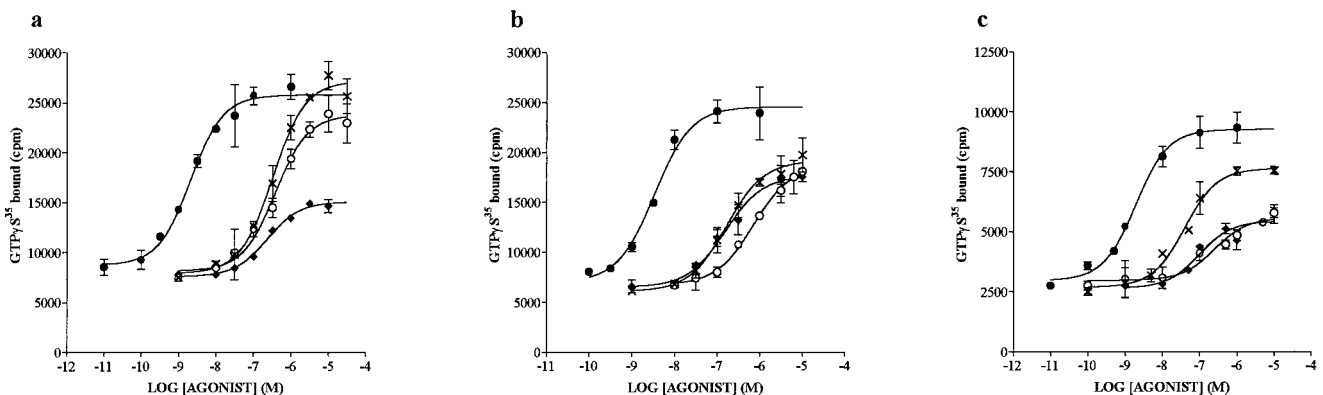 a
30000
25000
20000
15000
10000
5000
0
GTPγS³⁵ bound (cpm)
-12 -11 -10 -9 -8 -7 -6 -5 -4
LOG [AGONIST] (M)
b
30000
25000
20000
15000
10000
5000
0
GTPγS³⁵ bound (cpm)
-11 -10 -9 -8 -7 -6 -5 -4
LOG [AGONIST] (M)
c
12500
10000
7500
5000
2500
0
GTPγS³⁵ bound (cpm)
-12 -11 -10 -9 -8 -7 -6 -5 -4
LOG [AGONIST] (M)